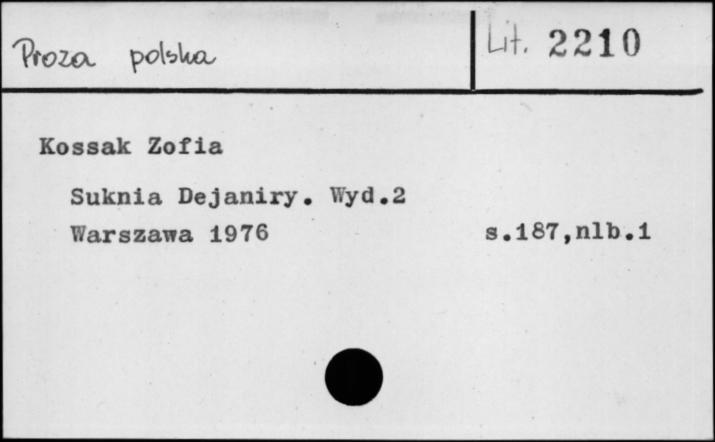 Proza polska
Lit. 2210
Kossak Zofia
Suknia Dejaniry. Wyd.2
Warszawa 1976 s.187,nlb.1